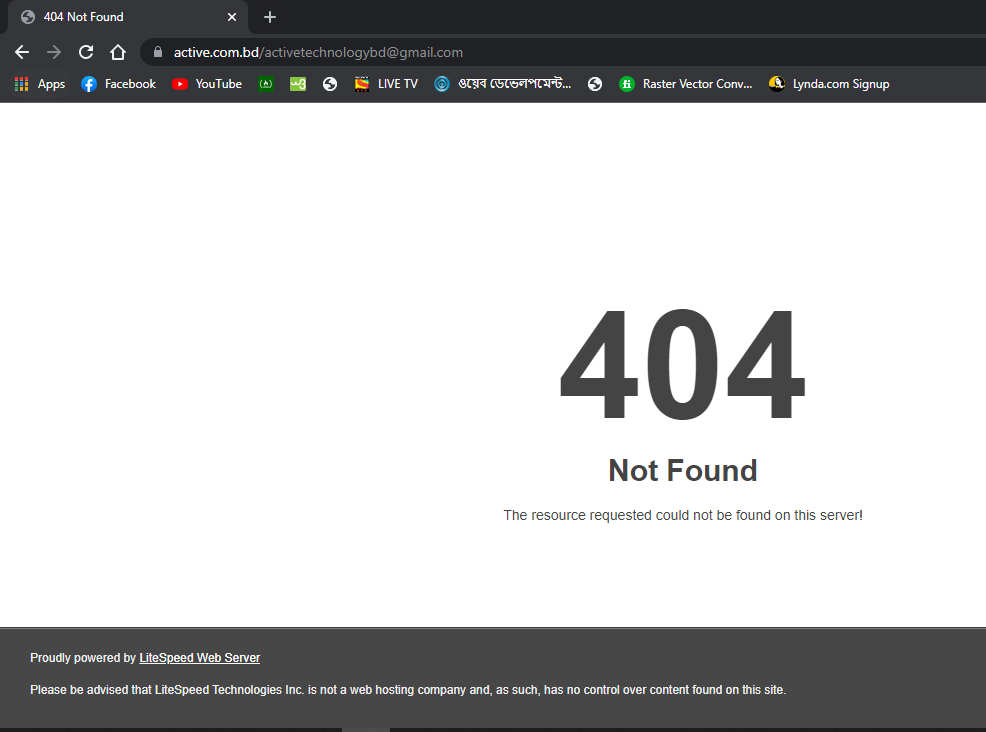 404 Not Found
active.com.bd/activetechnologybd@gmail.com
Apps Facebook YouTube LIVE TV ওয়েব ডেভেলপমেন্ট... Raster Vector Conv... Lynda.com Signup
404
Not Found
The resource requested could not be found on this server!
Proudly powered by LiteSpeed Web Server
Please be advised that LiteSpeed Technologies Inc. is not a web hosting company and, as such, has no control over content found on this site.